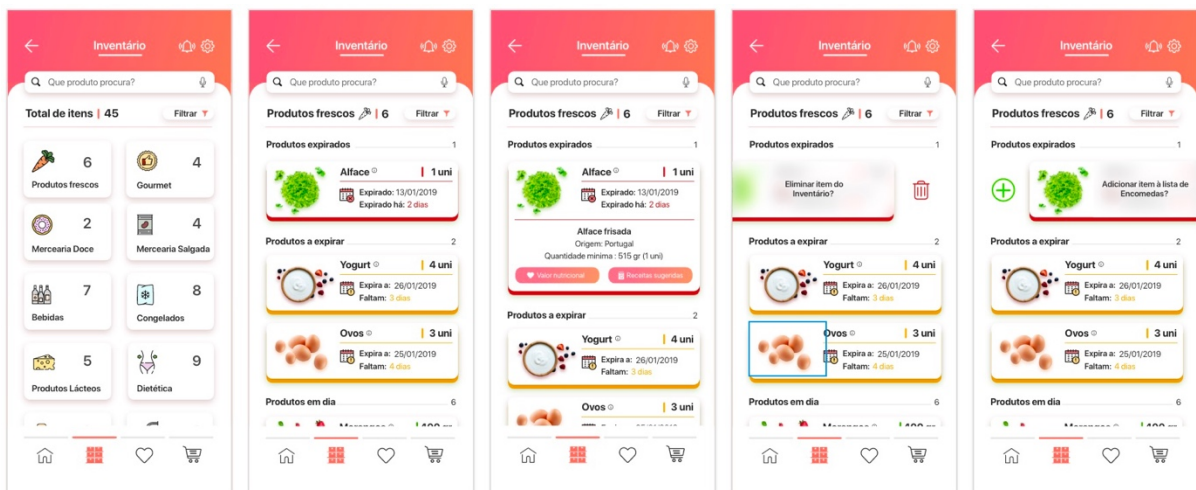 Inventário
Que produto procura?
Total de itens | 45
Filtrar
6
Produtos frescos
4
Gourmet
2
Mercearia Doce
4
Mercearia Salgada
7
Bebidas
8
Congelados
5
Produtos Lácteos
9
Dietética
Inventário
Que produto procura?
Produtos frescos | 6
Filtrar
Produtos expirados 1
Alface 1 uni
Expirado: 13/01/2019
Expirado há: 2 dias
Produtos a expirar 2
Yogurt 4 uni
Expira a: 26/01/2019
Faltam: 3 dias
Ovos 3 uni
Expira a: 25/01/2019
Faltam: 4 dias
Produtos em dia 6
Inventário
Que produto procura?
Produtos frescos | 6
Filtrar
Produtos expirados 1
Alface 1 uni
Expirado: 13/01/2019
Expirado há: 2 dias
Alface frisada
Origem: Portugal
Quantidade minima : 515 gr (1 uni)
Valor nutricional
Receitas sugeridas
Produtos a expirar 2
Yogurt 4 uni
Expira a: 26/01/2019
Faltam: 3 dias
Ovos 3 uni
Inventário
Que produto procura?
Produtos frescos | 6
Filtrar
Produtos expirados 1
Eliminar item do
Inventário?
Produtos a expirar 2
Yogurt 4 uni
Expira a: 26/01/2019
Faltam: 3 dias
Ovos 3 uni
Expira a: 25/01/2019
Faltam: 4 dias
Produtos em dia 6
Inventário
Que produto procura?
Produtos frescos | 6
Filtrar
Produtos expirados 1
Adicionar item à lista de
Encomedas?
Produtos a expirar 2
Yogurt 4 uni
Expira a: 26/01/2019
Faltam: 3 dias
Ovos 3 uni
Expira a: 25/01/2019
Faltam: 4 dias
Produtos em dia 6